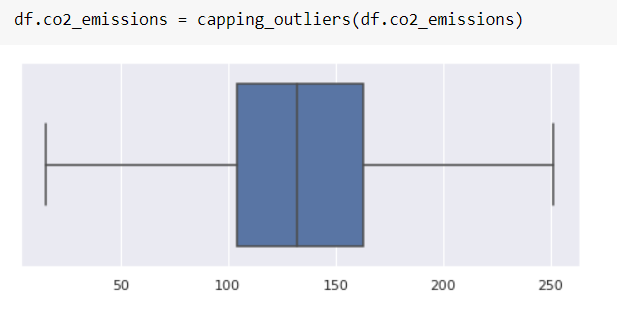 df.co2_emissions = capping_outliers(df.co2_emissions)
50 100 150 200 250